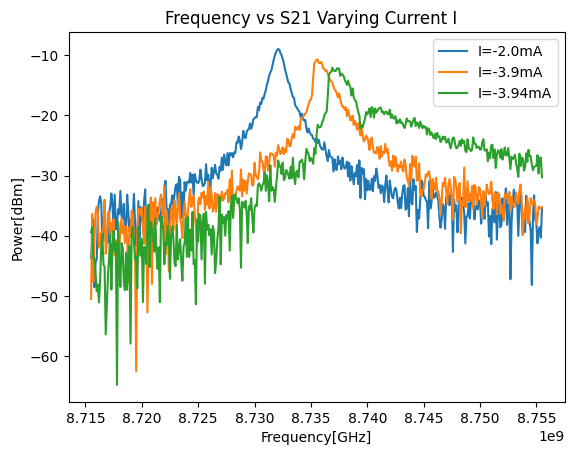 Frequency vs S21 Varying Current I
I=-2.0mA
I=-3.9mA
I=-3.94mA
Power[dBm]
−10
−20
−30
−40
−50
−60
8.715 8.720 8.725 8.730 8.735 8.740 8.745 8.750 8.755
1e9
Frequency[GHz]